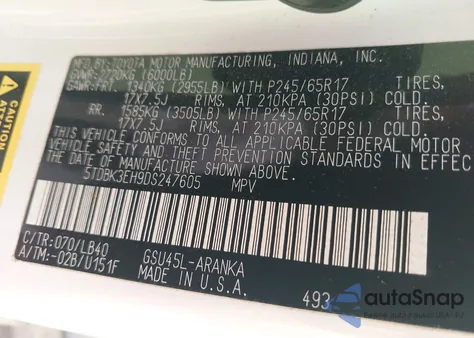 MFD BY: TOYOTA MOTOR MANUFACTURING, INDIANA, INC.
GVWR: 2720KG (6000LB)
GAWR: FRT. 1340KG (2955LB) WITH P245/65R17 TIRES,
17X7.5J RIMS, AT 210KPA (30PSI) COLD.
RR. 1585KG (3505LB) WITH P245/65R17 TIRES,
17X7.5J RIMS, AT 210KPA (30PSI) COLD.
THIS VEHICLE CONFORMS TO ALL APPLICABLE FEDERAL MOTOR
VEHICLE SAFETY AND STANDARDS IN EFFEC
AT THE DATE OF MANUFACTURE SHOWN ABOVE.
5TDBK3EH9DS247605 MPV
C/TR: 070/LB40 GSU45L-ARANKA
A/TM: -02B/U151F MADE IN U.S.A. 493
CAUTION
autoSnap